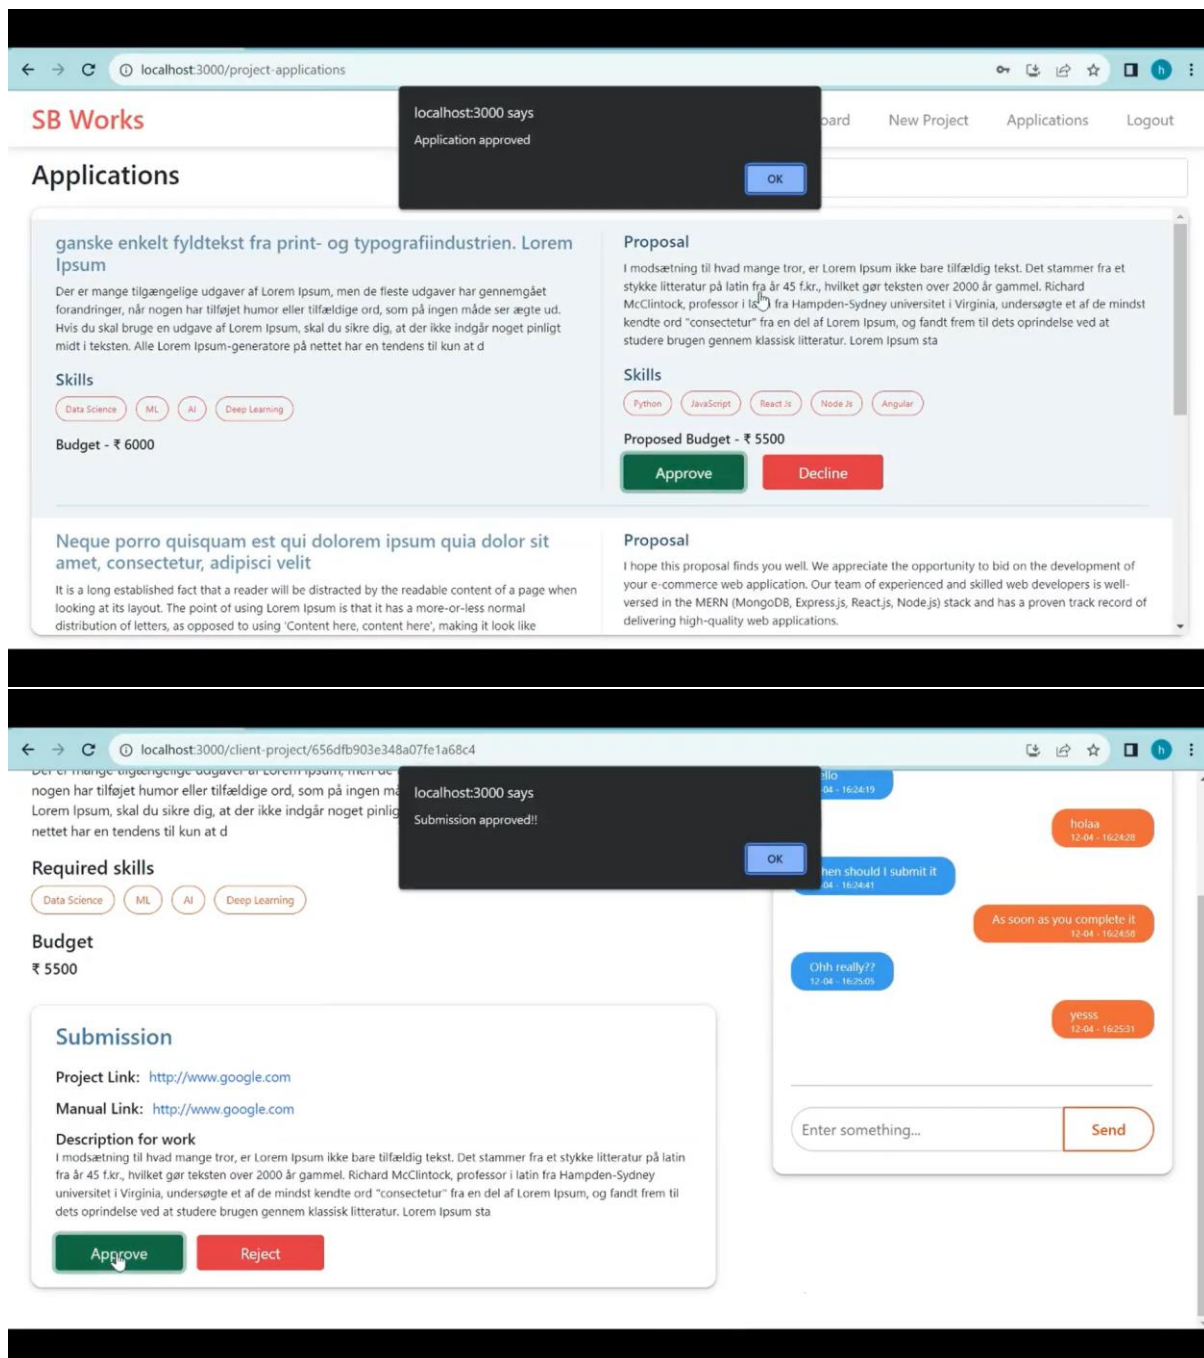 localhost:3000/project-applications
h
localhost:3000 says
Application approved
OK
SB Works
New Project
Applications
Logout
Applications
ganske enkelt fyldtekst fra print- og typografiindustrien. Lorem
Ipsum
Der er mange tilgængelige udgaver af Lorem Ipsum, men de fleste udgaver har gennemgået
forandringer, når nogen har tilføjet humor eller tilfældige ord, som på ingen måde ser ægte ud.
Hvis du skal bruge en udgave af Lorem Ipsum, skal du sikre dig, at der ikke indgår noget pinligt
midt i teksten. Alle Lorem Ipsum-generatore på nettet har en tendens til kun at d
Skills
Data Science
ML
AI
Deep Learning
Budget - ₹ 6000
Proposal
I modsætning til hvad mange tror, er Lorem Ipsum ikke bare tilfældig tekst. Det stammer fra et
stykke litteratur på latin fra år 45 f.kr., hvilket gør teksten over 2000 år gammel. Richard
McClintock, professor i fra Hampden-Sydney universitet i Virginia, undersøgte et af de mindst
kendte ord "consectetur" fra en del af Lorem Ipsum, og fandt frem til dets oprindelse ved at
studere brugen gennem klassisk litteratur. Lorem Ipsum sta
Skills
Python
JavaScript
React Js
Node Js
Angular
Proposed Budget - ₹ 5500
Approve
Decline
Neque porro quisquam est qui dolorem ipsum quia dolor sit
amet, consectetur, adipisci velit
It is a long established fact that a reader will be distracted by the readable content of a page when
looking at its layout. The point of using Lorem Ipsum is that it has a more-or-less normal
distribution of letters, as opposed to using 'Content here, content here', making it look like
Proposal
I hope this proposal finds you well. We appreciate the opportunity to bid on the development of
your e-commerce web application. Our team of experienced and skilled web developers is well-
versed in the MERN (MongoDB, Express.js, React.js, Node.js) stack and has a proven track record of
delivering high-quality web applications.
localhost:3000/client-project/656dfb903e348a07fe1a68c4
h
localhost:3000 says
Submission approved!!
OK
nogen har tilføjet humor eller tilfældige ord, som på ingen
Lorem Ipsum, skal du sikre dig, at der ikke indgår noget
nettet har en tendens til kun at d
Required skills
Data Science
ML
AI
Deep Learning
Budget
₹ 5500
Submission
Project Link: http://www.google.com
Manual Link: http://www.google.com
Description for work
I modsætning til hvad mange tror, er Lorem Ipsum ikke bare tilfældig tekst. Det stammer fra et stykke litteratur på latin
fra år 45 f.kr., hvilket gør teksten over 2000 år gammel. Richard McClintock, professor i latin fra Hampden-Sydney
universitet i Virginia, undersøgte et af de mindst kendte ord "consectetur" fra en del af Lorem Ipsum, og fandt frem til
dets oprindelse ved at studere brugen gennem klassisk litteratur. Lorem Ipsum sta
Approve
Reject
16:24:19
holaa
12-04 - 16:24:28
should I submit it
16:24:41
As soon as you complete it
12-04 - 16:24:58
Ohh really??
12-04 - 16:25:05
yesss
12-04 - 16:25:31
Enter something...
Send